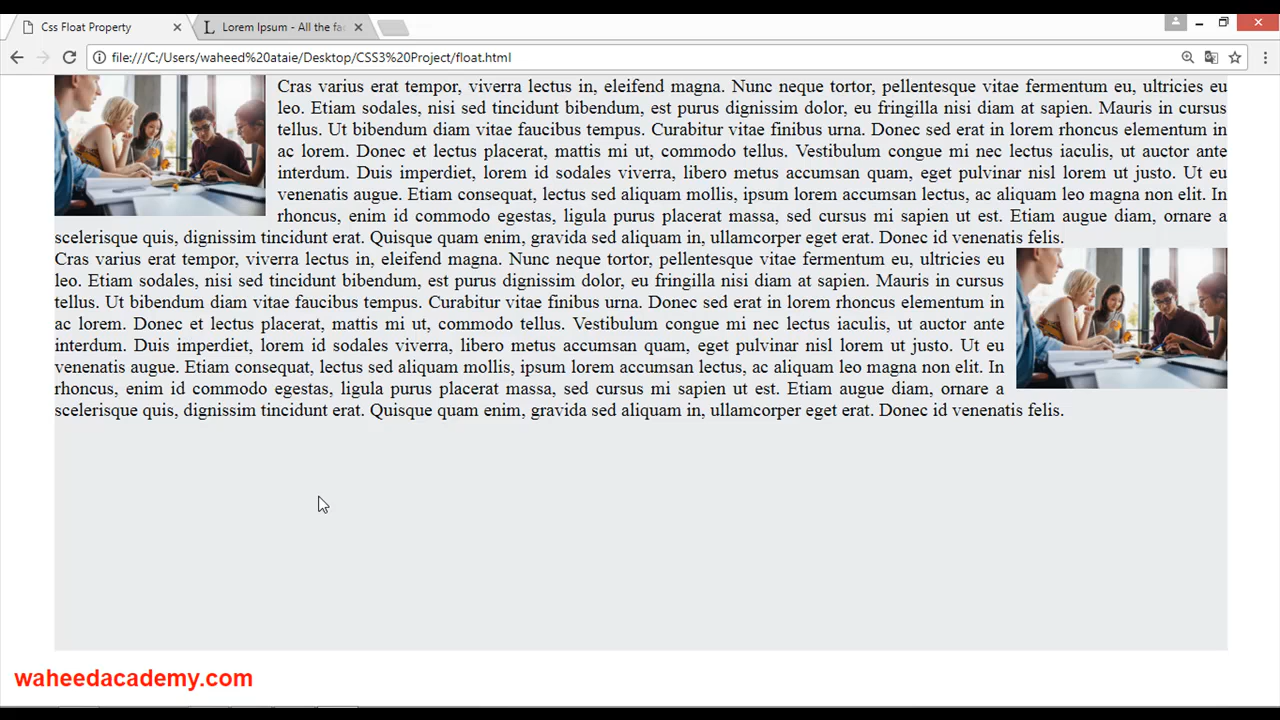 Css Float Property
Lorem Ipsum - All the fa
file:///C:/Users/waheed%20ataie/Desktop/CSS3%20Project/float.html
Cras varius erat tempor, viverra lectus in, eleifend magna. Nunc neque tortor, pellentesque vitae fermentum eu, ultricies eu
leo. Etiam sodales, nisi sed tincidunt bibendum, est purus dignissim dolor, eu fringilla nisi diam at sapien. Mauris in cursus
tellus. Ut bibendum diam vitae faucibus tempus. Curabitur vitae finibus urna. Donec sed erat in lorem rhoncus elementum in
ac lorem. Donec et lectus placerat, mattis mi ut, commodo tellus. Vestibulum congue mi nec lectus iaculis, ut auctor ante
interdum. Duis imperdiet, lorem id sodales viverra, libero metus accumsan quam, eget pulvinar nisl lorem ut justo. Ut eu
venenatis augue. Etiam consequat, lectus sed aliquam mollis, ipsum lorem accumsan lectus, ac aliquam leo magna non elit. In
rhoncus, enim id commodo egestas, ligula purus placerat massa, sed cursus mi sapien ut est. Etiam augue diam, ornare a
scelerisque quis, dignissim tincidunt erat. Quisque quam enim, gravida sed aliquam in, ullamcorper eget erat. Donec id venenatis felis.
Cras varius erat tempor, viverra lectus in, eleifend magna. Nunc neque tortor, pellentesque vitae fermentum eu, ultricies eu
leo. Etiam sodales, nisi sed tincidunt bibendum, est purus dignissim dolor, eu fringilla nisi diam at sapien. Mauris in cursus
tellus. Ut bibendum diam vitae faucibus tempus. Curabitur vitae finibus urna. Donec sed erat in lorem rhoncus elementum in
ac lorem. Donec et lectus placerat, mattis mi ut, commodo tellus. Vestibulum congue mi nec lectus iaculis, ut auctor ante
interdum. Duis imperdiet, lorem id sodales viverra, libero metus accumsan quam, eget pulvinar nisl lorem ut justo. Ut eu
venenatis augue. Etiam consequat, lectus sed aliquam mollis, ipsum lorem accumsan lectus, ac aliquam leo magna non elit. In
rhoncus, enim id commodo egestas, ligula purus placerat massa, sed cursus mi sapien ut est. Etiam augue diam, ornare a
scelerisque quis, dignissim tincidunt erat. Quisque quam enim, gravida sed aliquam in, ullamcorper eget erat. Donec id venenatis felis.
waheedacademy.com